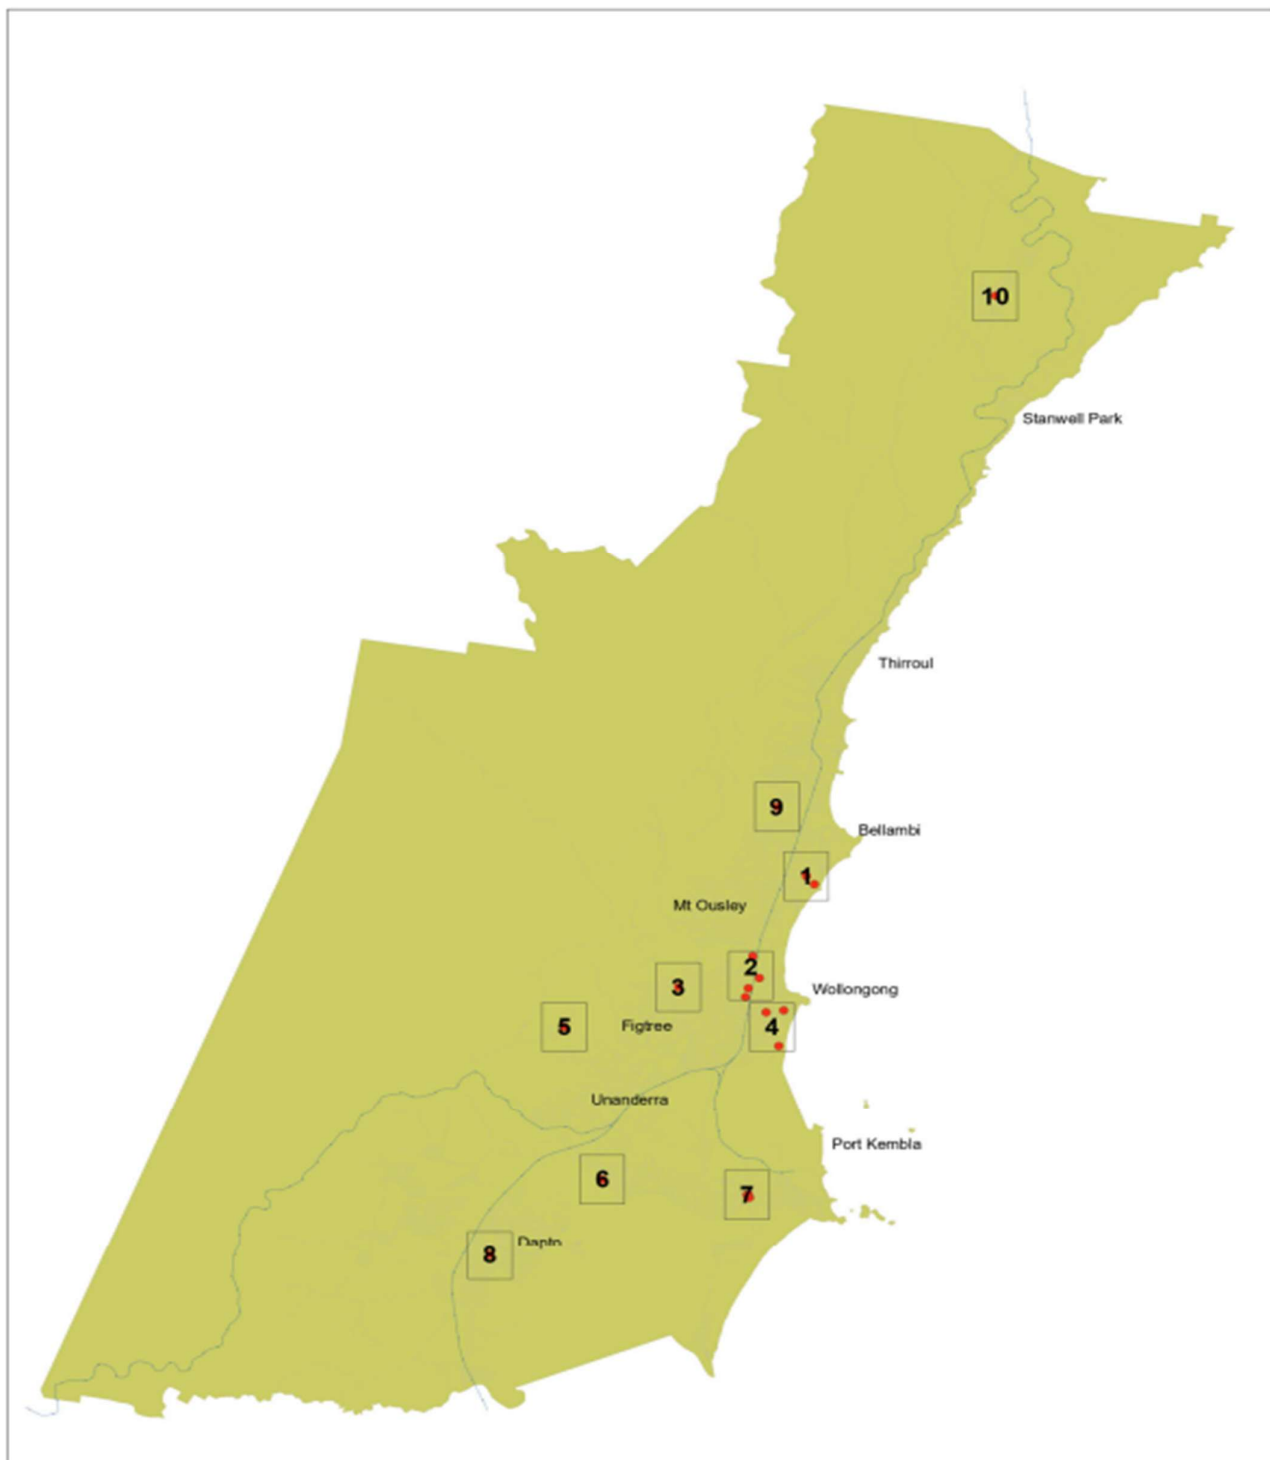 10
Stanwell Park
Thirroul
9
Bellambi
1
Mt Ousley
2
3
Wollongong
5
Figtree
4
Unanderra
Port Kembla
6
7
8
Dapto